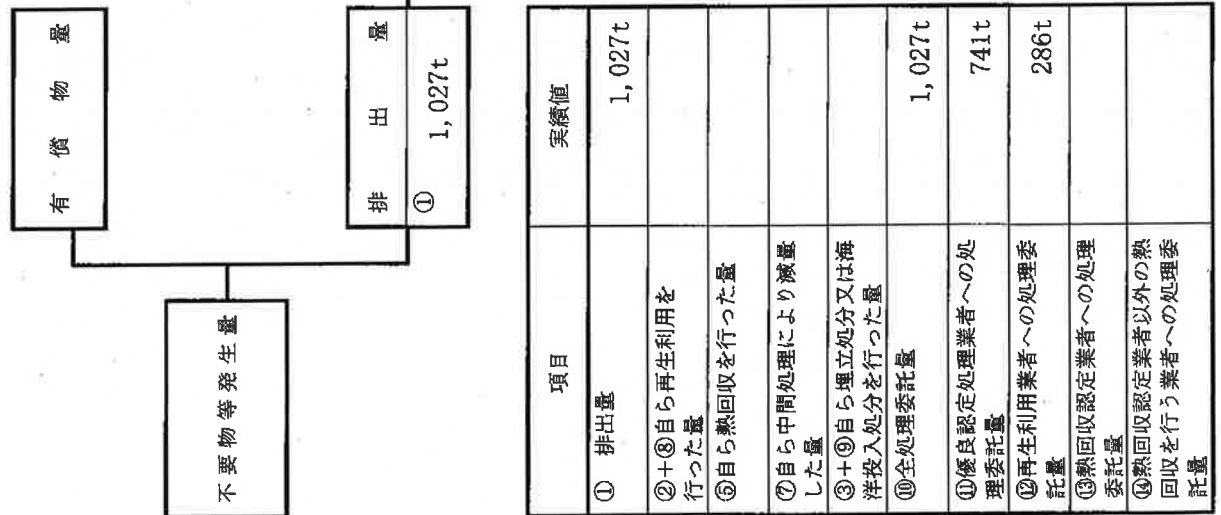 不要物等発生量
有償物量
排出量
① 1,027t
項目 実績値
① 排出量 1,027t
②+⑧自ら再生利用を
行った量
⑤自ら熱回収を行った量
⑦自ら中間処理により減量
した量
③+⑨自ら埋立処分又は海
洋投入処分を行った量
⑩全処理委託量 1,027t
⑪優良認定処理業者への処
理委託量 741t
⑫再生利用業者への処理委
託量 286t
⑬熱回収認定業者への処理
委託量
⑭熱回収認定業者以外の熱
回収を行う業者への処理委
託量